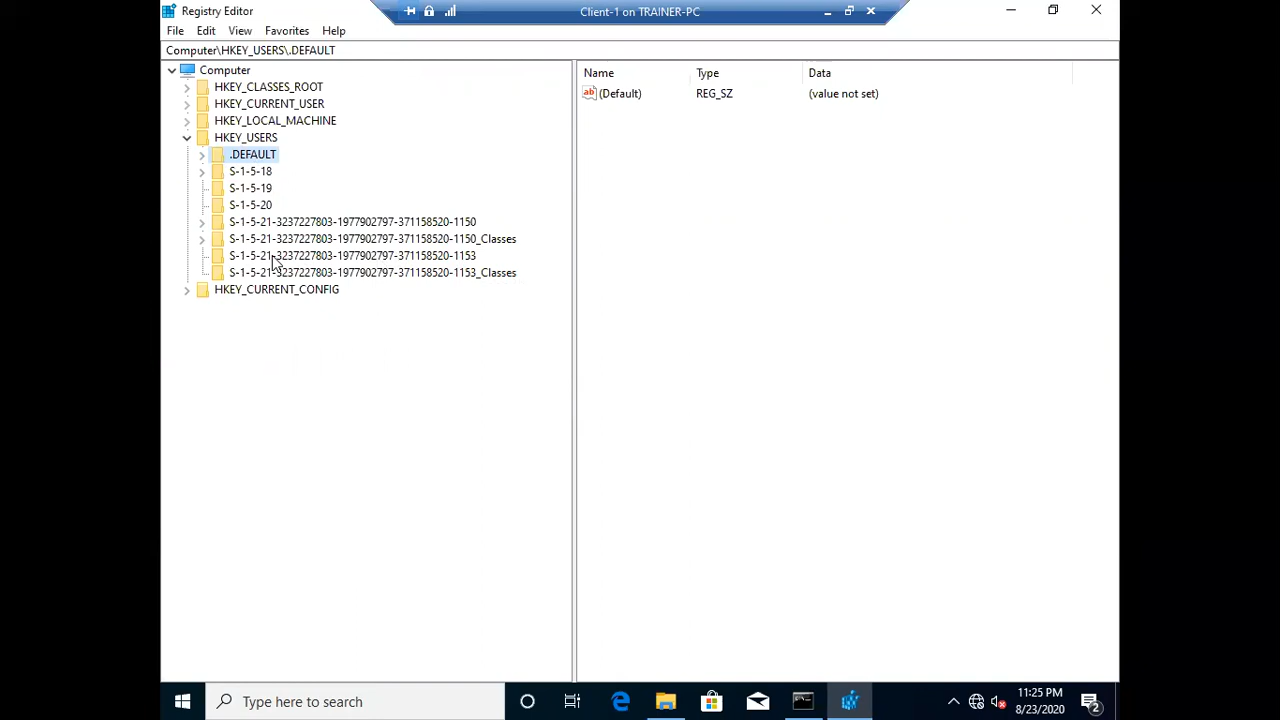 Registry Editor
Client-1 on TRAINER-PC
File Edit View Favorites Help
Computer\HKEY_USERS\.DEFAULT
Computer
HKEY_CLASSES_ROOT
HKEY_CURRENT_USER
HKEY_LOCAL_MACHINE
HKEY_USERS
.DEFAULT
S-1-5-18
S-1-5-19
S-1-5-20
S-1-5-21-3237227803-1977902797-371158520-1150
S-1-5-21-3237227803-1977902797-371158520-1150_Classes
S-1-5-21-3237227803-1977902797-371158520-1153
S-1-5-21-3237227803-1977902797-371158520-1153_Classes
HKEY_CURRENT_CONFIG
Name Type Data
ab (Default) REG_SZ (value not set)
Type here to search
11:25 PM
8/23/2020
2